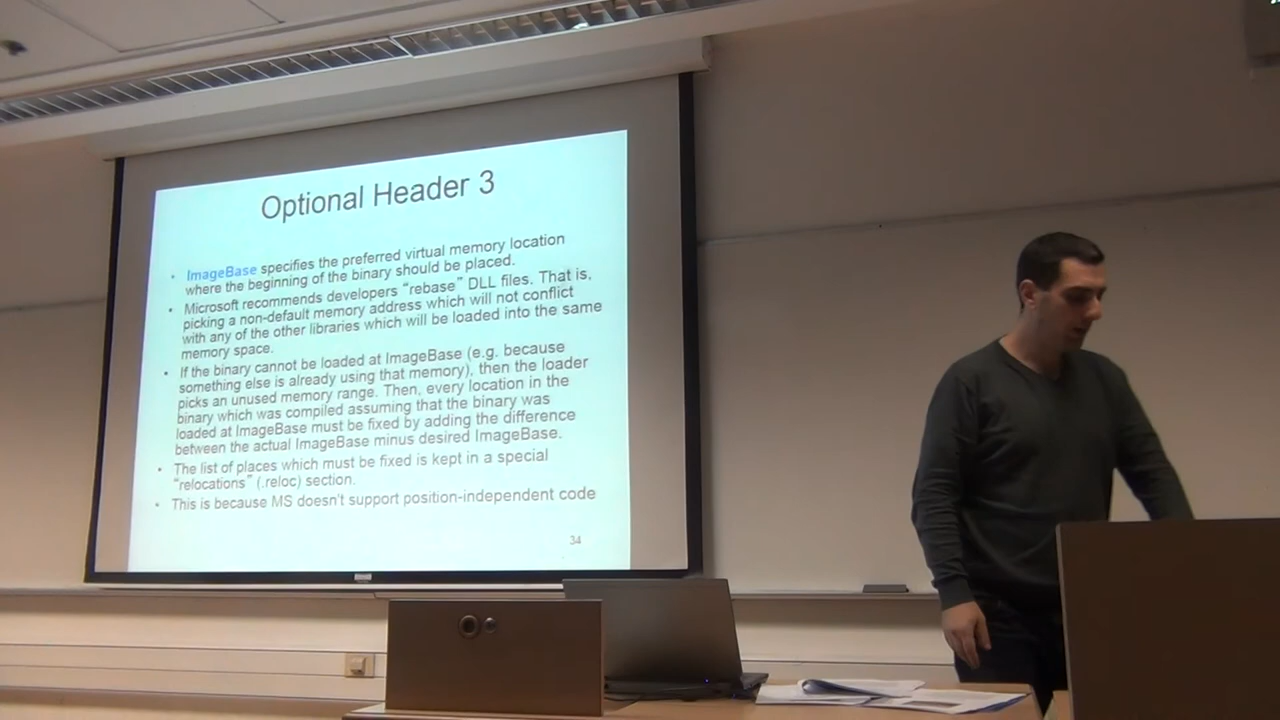 Optional Header 3
ImageBase specifies the preferred virtual memory location
where the beginning of the binary should be placed.
Microsoft recommends developers "rebase" DLL files. That is,
picking a non-default memory address which will not conflict
with any of the other libraries which will be loaded into the same
memory space.
If the binary cannot be loaded at ImageBase (e.g. because
something else is already using that memory), then the loader
picks an unused memory range. Then, every location in the
binary which was compiled assuming that the binary was
loaded at ImageBase must be fixed by adding the difference
between the actual ImageBase minus desired ImageBase.
The list of places which must be fixed is kept in a special
"relocations" (.reloc) section.
This is because MS doesn't support position-independent code
34